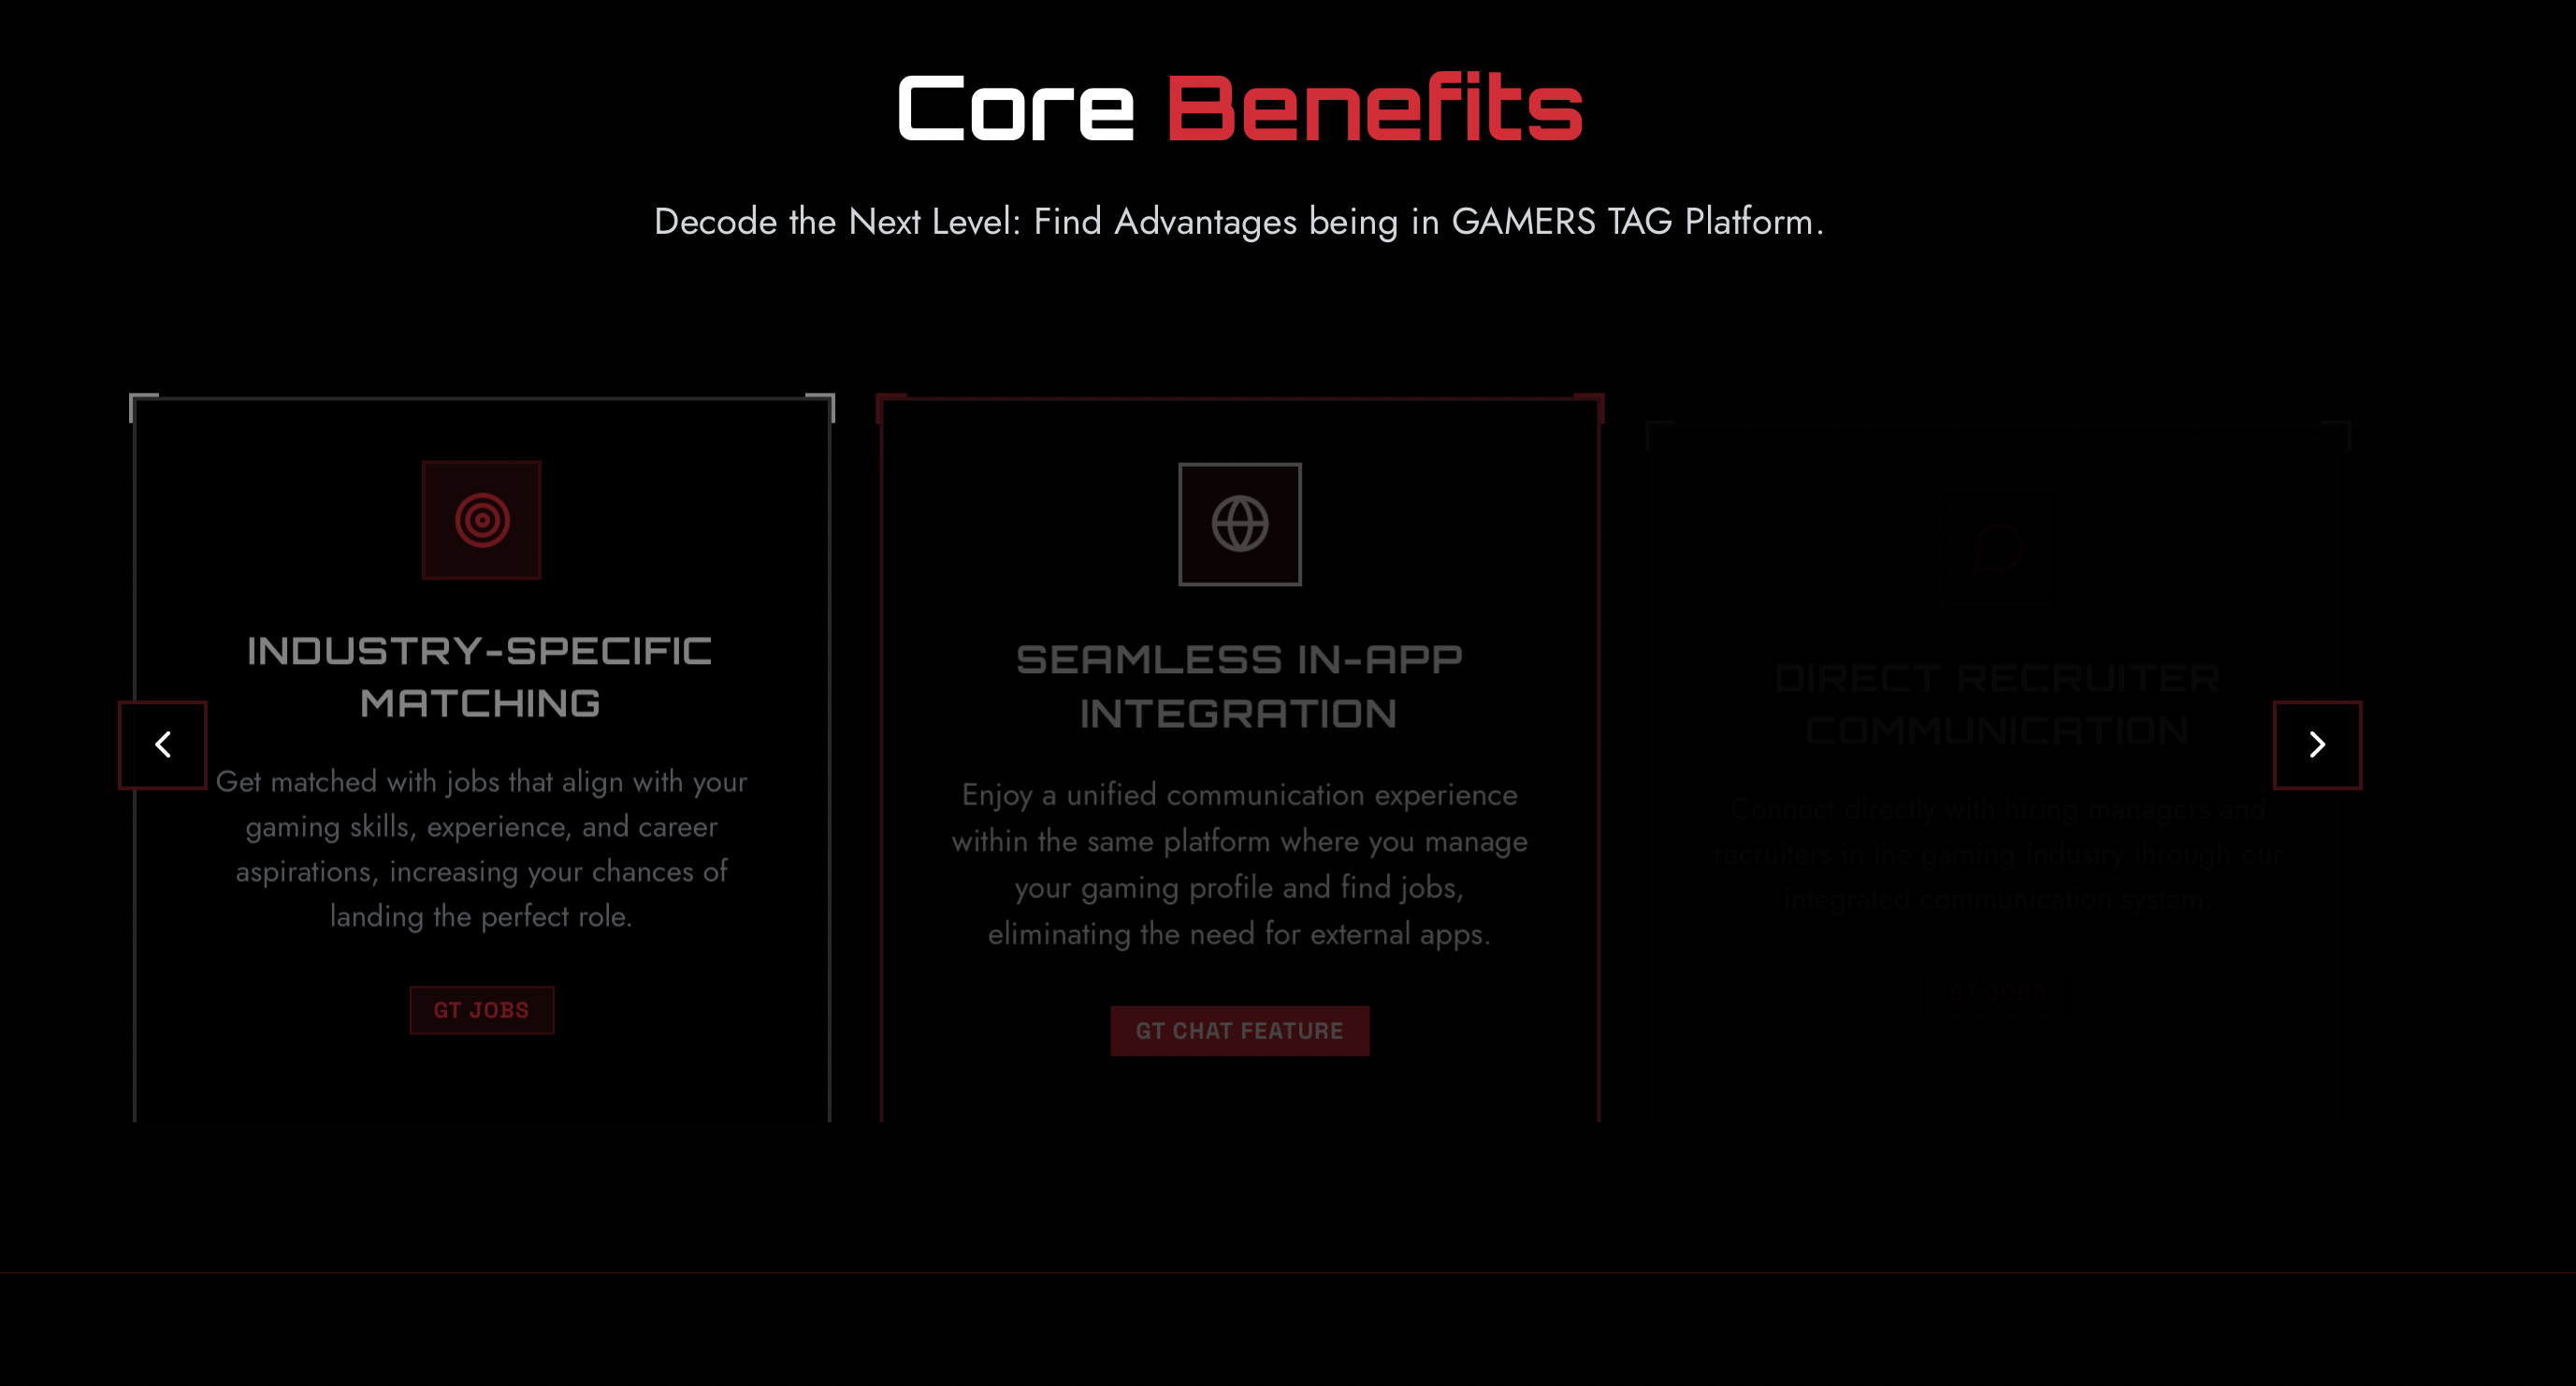 Core Benefits
Decode the Next Level: Find Advantages being in GAMERS TAG Platform.
INDUSTRY-SPECIFIC
MATCHING
Get matched with jobs that align with your
gaming skills, experience, and career
aspirations, increasing your chances of
landing the perfect role.
GT JOBS
SEAMLESS IN-APP
INTEGRATION
Enjoy a unified communication experience
within the same platform where you manage
your gaming profile and find jobs,
eliminating the need for external apps.
GT CHAT FEATURE
DIRECT RECRUITER
COMMUNICATION
Connect directly with hiring managers and
recruiters in the gaming industry through our
integrated communication system.
GT JOBS